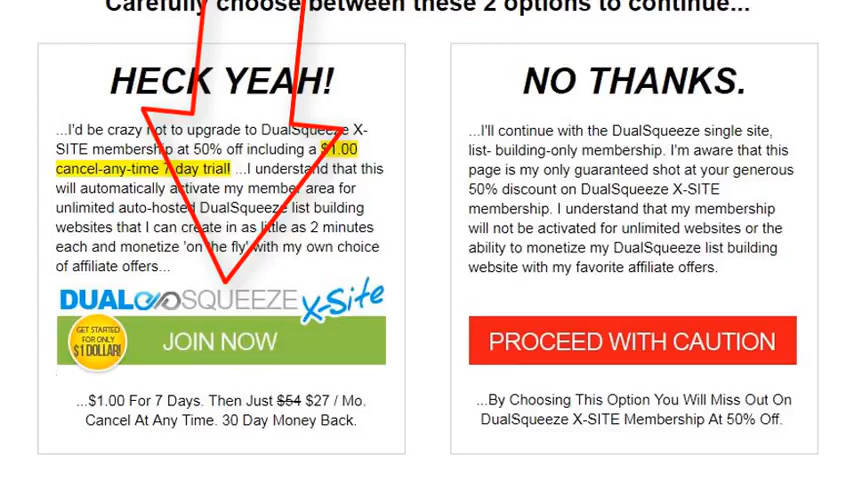 Carefully choose between these 2 options to continue...
HECK YEAH!
...I'd be crazy not to upgrade to DualSqueeze X-
SITE membership at 50% off including a $1.00
cancel-any-time 7 day trial! ...I understand that this
will automatically activate my member area for
unlimited auto-hosted DualSqueeze list building
websites that I can create in as little as 2 minutes
each and monetize 'on the fly' with my own choice
of affiliate offers...
DUAL SQUEEZE X-Site
GET STARTED
FOR ONLY
$1 DOLLAR!
JOIN NOW
...$1.00 For 7 Days. Then Just $54 $27 / Mo.
Cancel At Any Time. 30 Day Money Back.
NO THANKS.
...I'll continue with the DualSqueeze single site,
list- building-only membership. I'm aware that this
page is my only guaranteed shot at your generous
50% discount on DualSqueeze X-SITE
membership. I understand that my membership
will not be activated for unlimited websites or the
ability to monetize my DualSqueeze list building
website with my favorite affiliate offers.
PROCEED WITH CAUTION
...By Choosing This Option You Will Miss Out On
DualSqueeze X-SITE Membership At 50% Off.